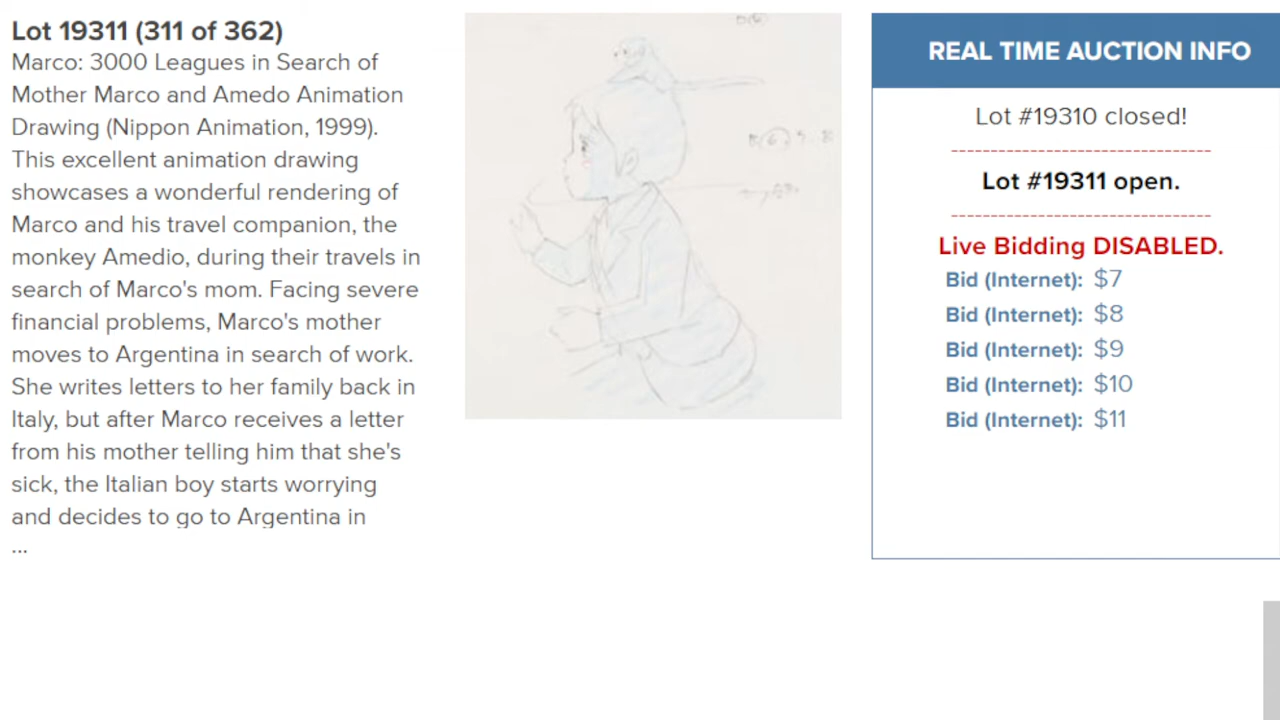 Lot 19311 (311 of 362)
Marco: 3000 Leagues in Search of
Mother Marco and Amedo Animation
Drawing (Nippon Animation, 1999).
This excellent animation drawing
showcases a wonderful rendering of
Marco and his travel companion, the
monkey Amedio, during their travels in
search of Marco's mom. Facing severe
financial problems, Marco's mother
moves to Argentina in search of work.
She writes letters to her family back in
Italy, but after Marco receives a letter
from his mother telling him that she's
sick, the Italian boy starts worrying
and decides to go to Argentina in
...
REAL TIME AUCTION INFO
Lot #19310 closed!
-------------------------------
Lot #19311 open.
-------------------------------
Live Bidding DISABLED.
Bid (Internet): $7
Bid (Internet): $8
Bid (Internet): $9
Bid (Internet): $10
Bid (Internet): $11